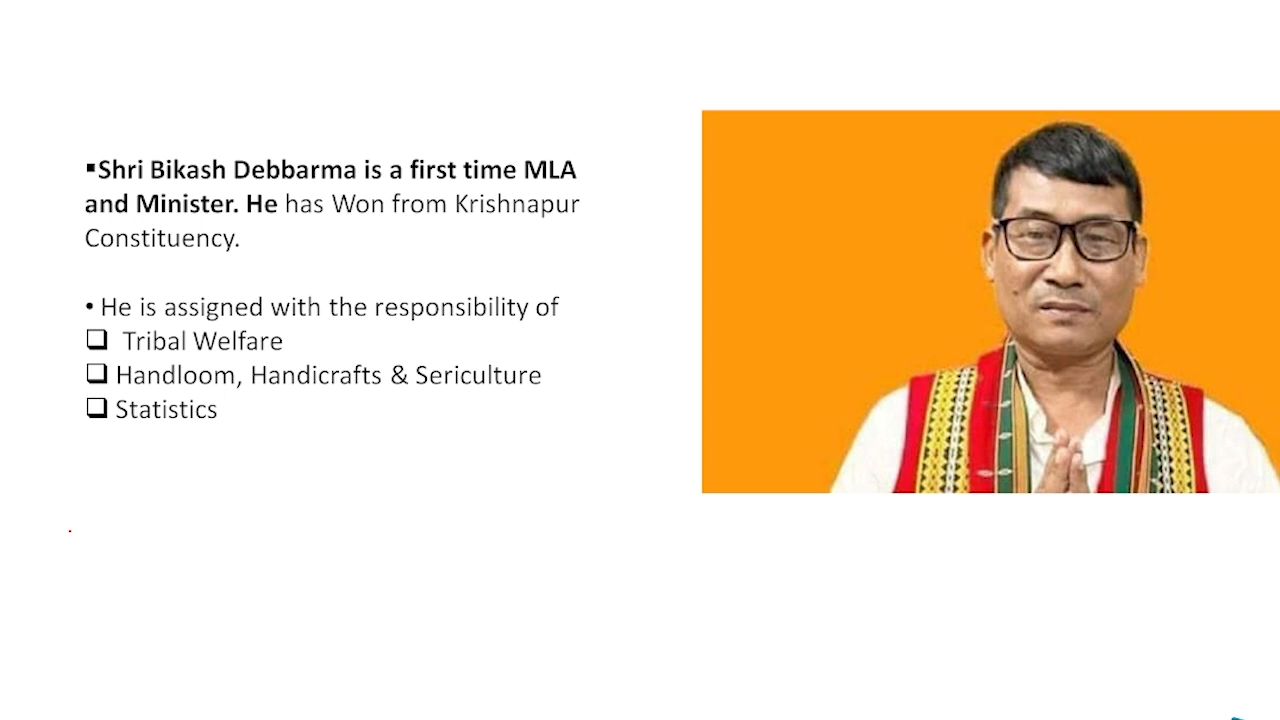 ▪Shri Bikash Debbarma is a first time MLA
and Minister. He has Won from Krishnapur
Constituency.
• He is assigned with the responsibility of
❑ Tribal Welfare
❑ Handloom, Handicrafts & Sericulture
❑ Statistics
.